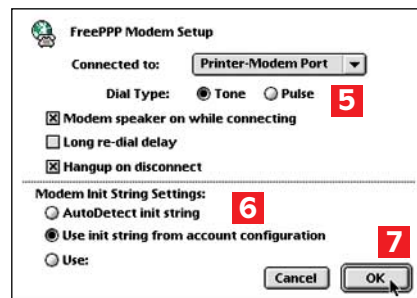 FreePPP Modem Setup
Connected to: Printer-Modem Port
Dial Type: Tone Pulse 5
Modem speaker on while connecting
Long re-dial delay
Hangup on disconnect
Modem Init String Settings:
AutoDetect init string 6
Use init string from account configuration
7
Use:
Cancel OK